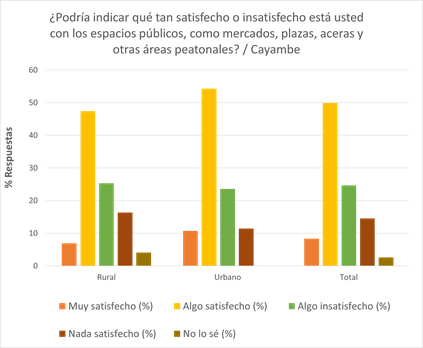 ¿Podría indicar qué tan satisfecho o insatisfecho está usted
con los espacios públicos, como mercados, plazas, aceras y
otras áreas peatonales? / Cayambe
% Respuestas
60
50
40
30
20
10
0
Rural
Urbano
Total
Muy satisfecho (%)
Algo satisfecho (%)
Algo insatisfecho (%)
Nada satisfecho (%)
No lo sé (%)